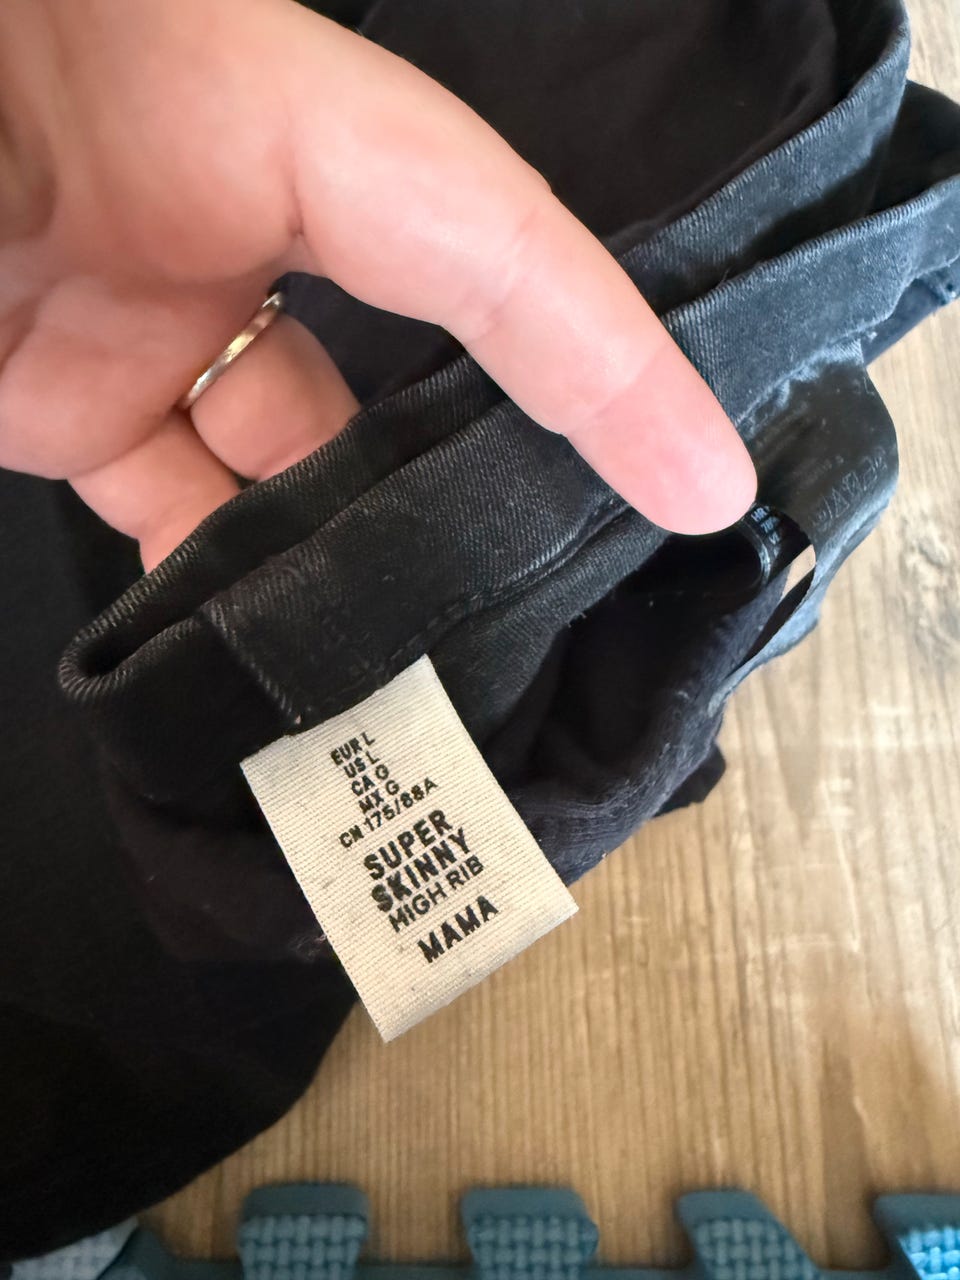 EUR L
US L
CA G
MX G
CN 175/88A
SUPER
SKINNY
HIGH RIB
MAMA